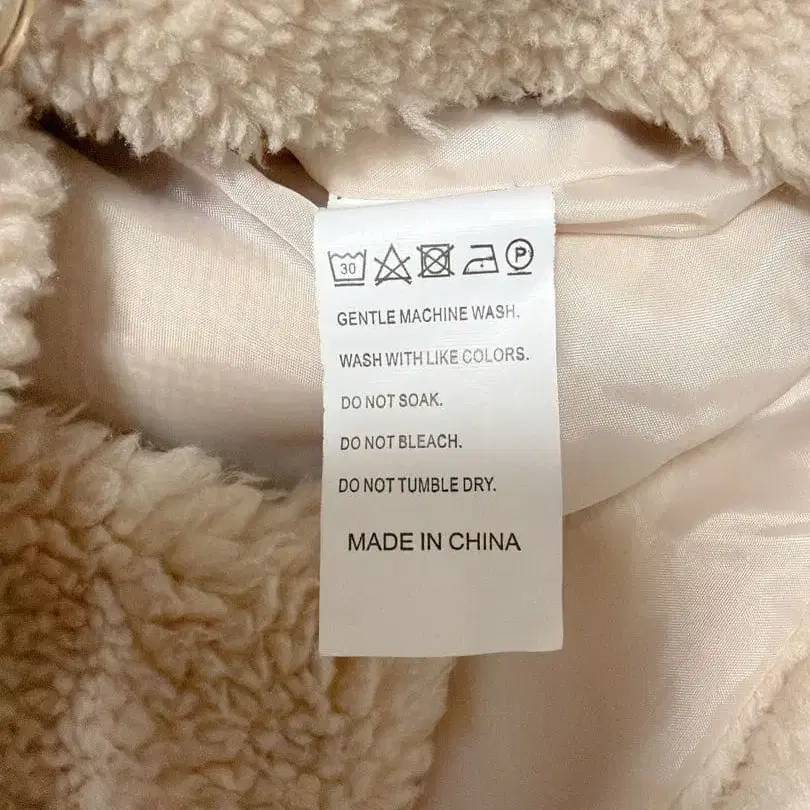 30 P
GENTLE MACHINE WASH.
WASH WITH LIKE COLORS.
DO NOT SOAK.
DO NOT BLEACH.
DO NOT TUMBLE DRY.
MADE IN CHINA